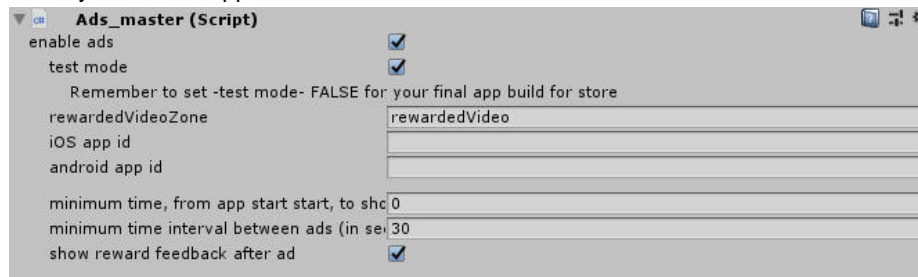 Ads_master (Script)
enable ads
test mode
Remember to set -test mode- FALSE for your final app build for store
rewardedVideoZone rewardedVideo
iOS app id
android app id
minimum time, from app start start, to sho 0
minimum time interval between ads (in se 30
show reward feedback after ad